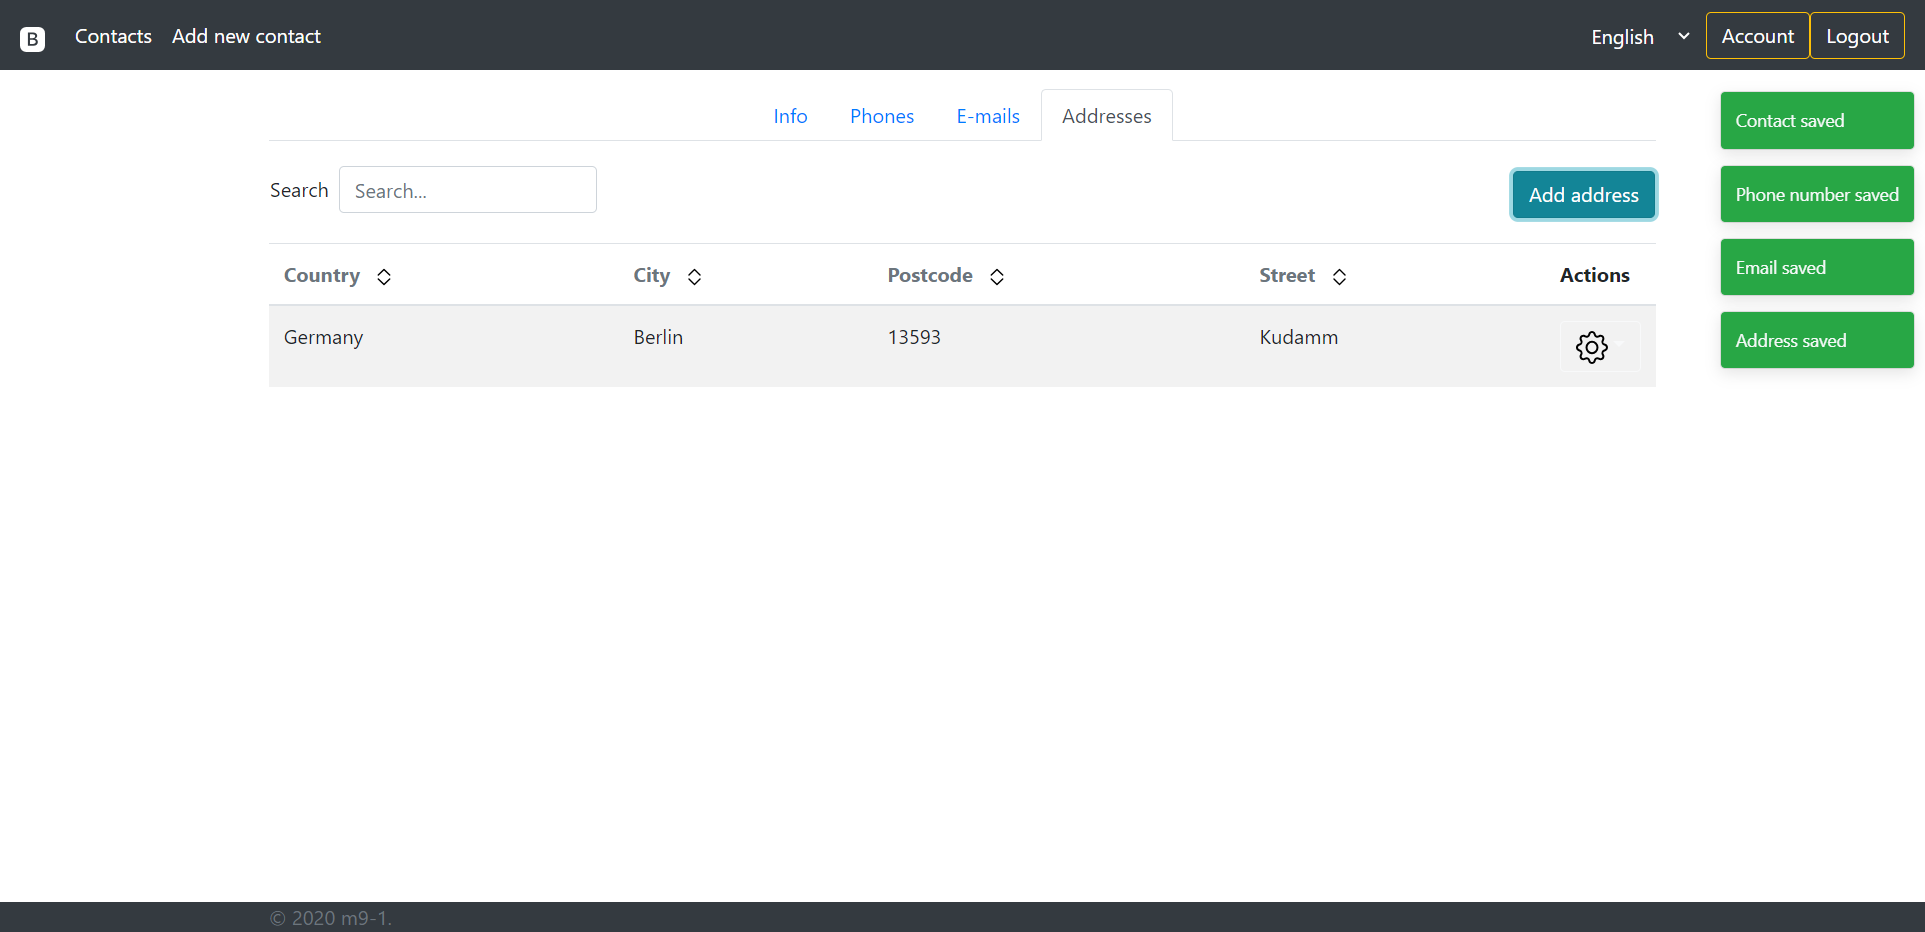 B Contacts Add new contact English Account Logout
Info Phones E-mails Addresses
Search Search... Add address
Country City Postcode Street Actions
Germany Berlin 13593 Kudamm
Contact saved
Phone number saved
Email saved
Address saved
© 2020 m9-1.